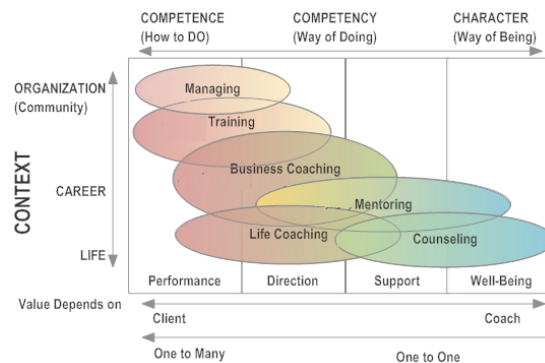 COMPETENCE COMPETENCY CHARACTER
(How to DO) (Way of Doing) (Way of Being)
ORGANIZATION
(Community)
Managing
Training
Business Coaching
CONTEXT
CAREER
Mentoring
Life Coaching
Counseling
LIFE
Performance Direction Support Well-Being
Value Depends on
Client Coach
One to Many One to One